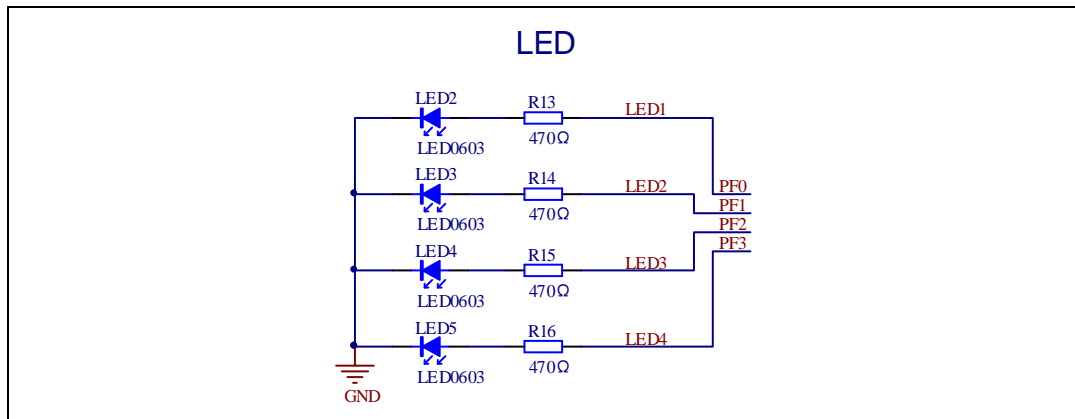 LED
LED2
R13
LED1
470Ω
LED0603
LED3
R14
LED2
PF0
470Ω
PF1
LED0603
PF2
LED4
R15
LED3
PF3
470Ω
LED0603
LED5
R16
LED4
470Ω
LED0603
GND